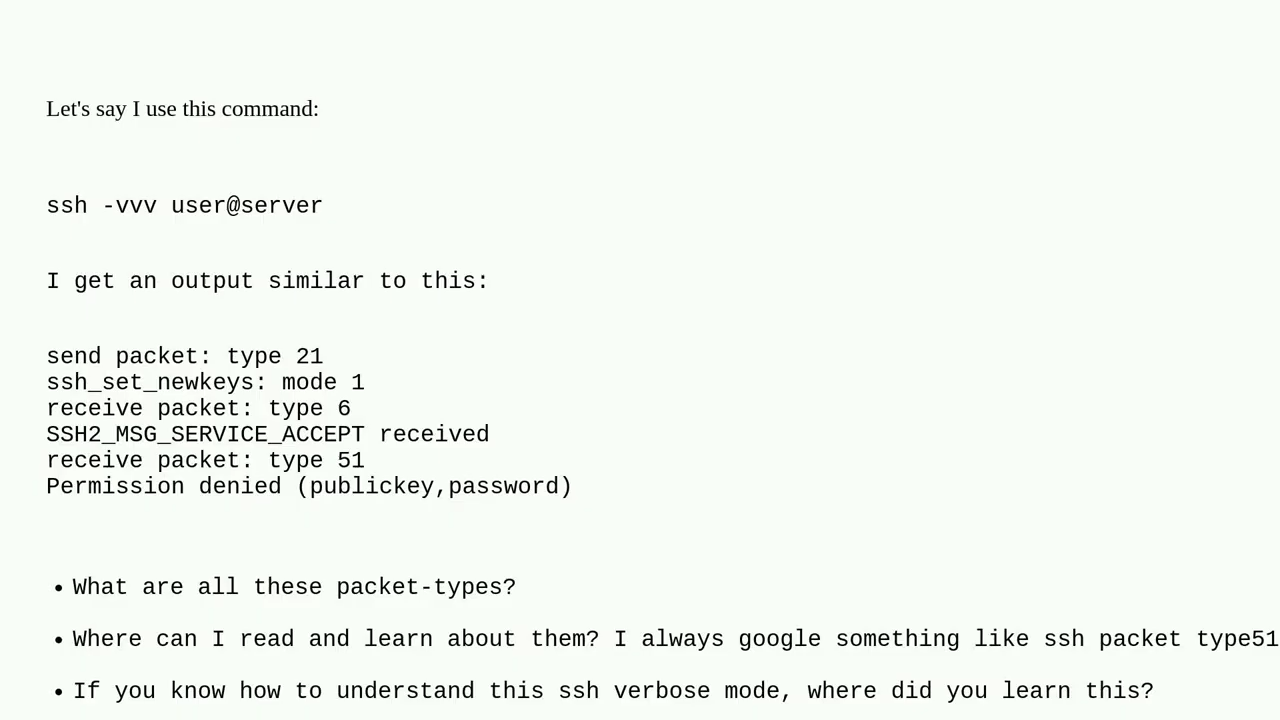 Let's say I use this command:
ssh -vvv user@server
I get an output similar to this:
send packet: type 21
ssh_set_newkeys: mode 1
receive packet: type 6
SSH2_MSG_SERVICE_ACCEPT received
receive packet: type 51
Permission denied (publickey,password)
• What are all these packet-types?
• Where can I read and learn about them? I always google something like ssh packet type51
• If you know how to understand this ssh verbose mode, where did you learn this?